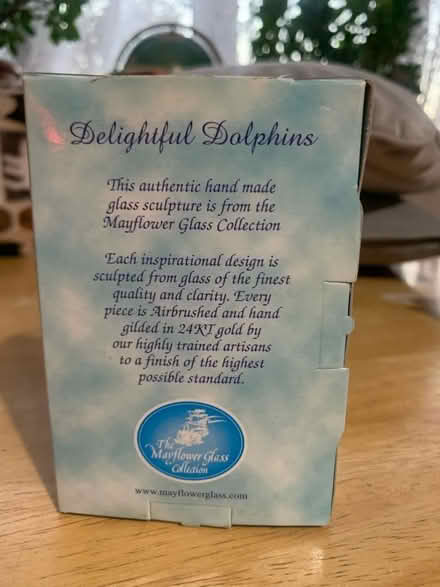 Delightful Dolphins
This authentic hand made
glass sculpture is from the
Mayflower Glass Collection
Each inspirational design is
sculpted from glass of the finest
quality and clarity. Every
piece is Airbrushed and hand
gilded in 24KT gold by
our highly trained artisans
to a finish of the highest
possible standard.
The
Mayflower Glass
Collection
www.mayflowerglass.com